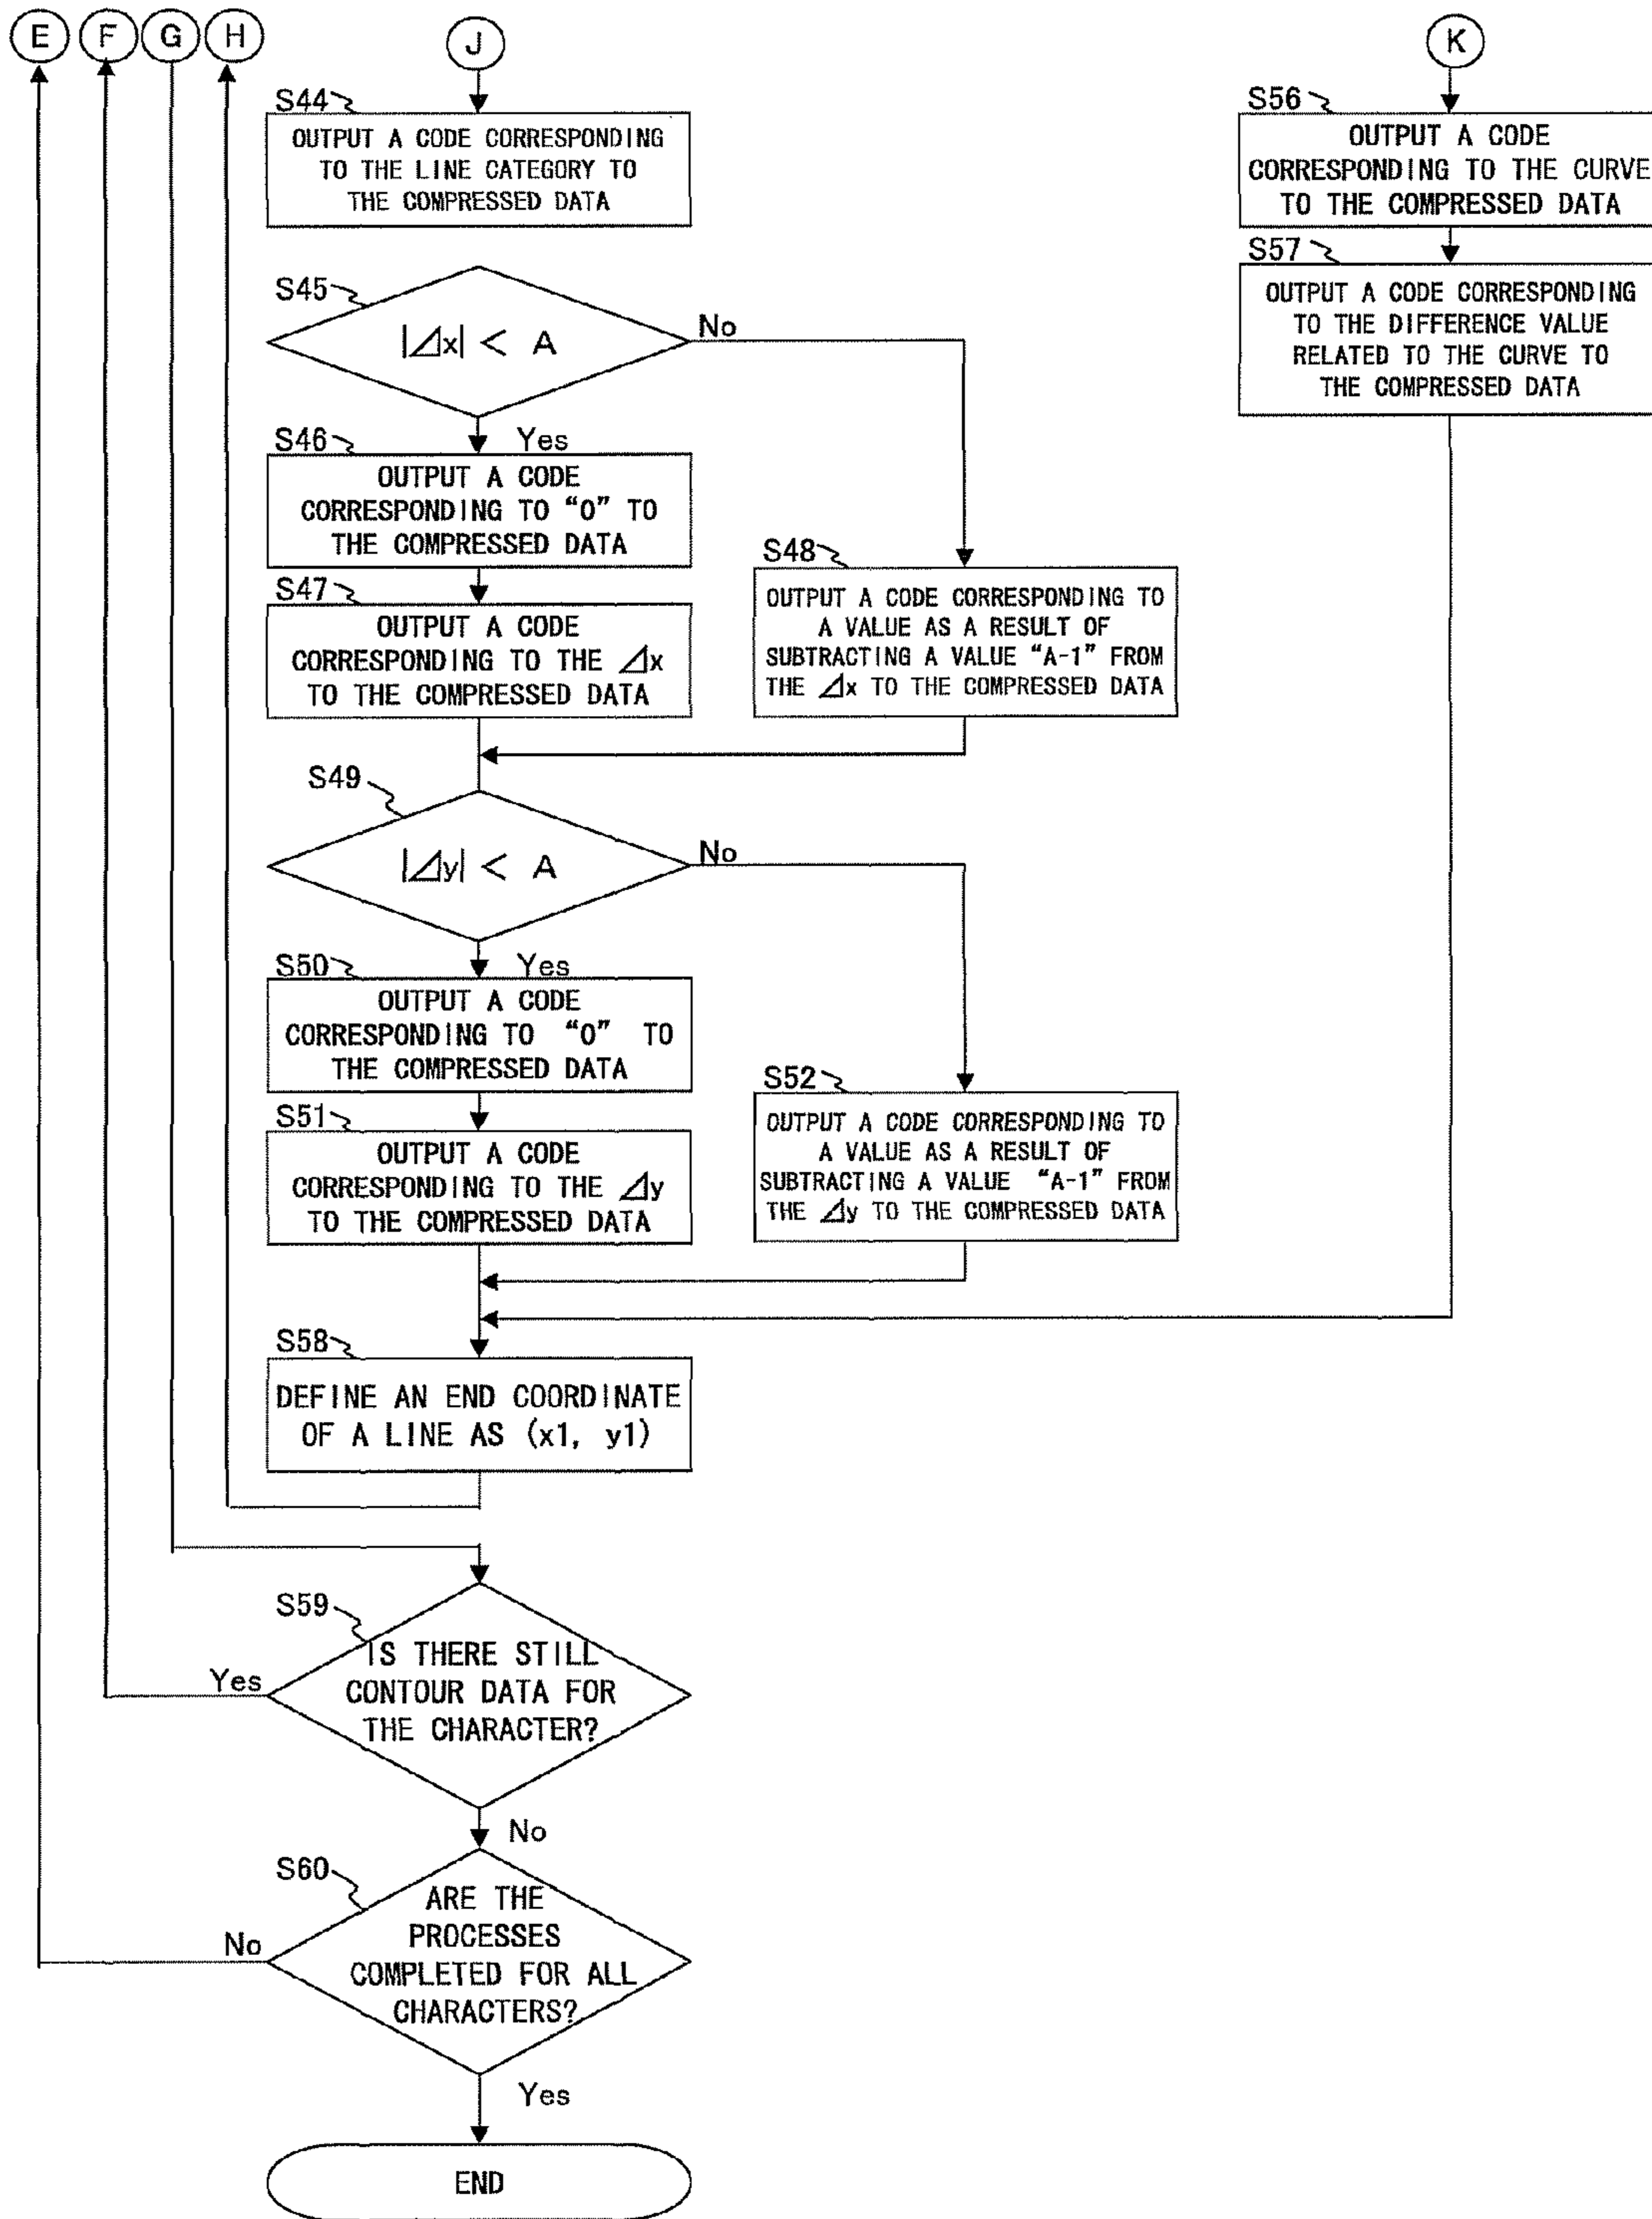 E F G H J K
S44
OUTPUT A CODE CORRESPONDING
TO THE LINE CATEGORY TO
THE COMPRESSED DATA
S56
OUTPUT A CODE
CORRESPONDING TO THE CURVE
TO THE COMPRESSED DATA
S57
OUTPUT A CODE CORRESPONDING
TO THE DIFFERENCE VALUE
RELATED TO THE CURVE TO
THE COMPRESSED DATA
S45
|⊿x| < A
No
Yes
S46
OUTPUT A CODE
CORRESPONDING TO “0” TO
THE COMPRESSED DATA
S47
OUTPUT A CODE
CORRESPONDING TO THE ⊿x
TO THE COMPRESSED DATA
S48
OUTPUT A CODE CORRESPONDING TO
A VALUE AS A RESULT OF
SUBTRACTING A VALUE “A-1” FROM
THE ⊿x TO THE COMPRESSED DATA
S49
|⊿y| < A
No
Yes
S50
OUTPUT A CODE
CORRESPONDING TO “0” TO
THE COMPRESSED DATA
S51
OUTPUT A CODE
CORRESPONDING TO THE ⊿y
TO THE COMPRESSED DATA
S52
OUTPUT A CODE CORRESPONDING TO
A VALUE AS A RESULT OF
SUBTRACTING A VALUE “A-1” FROM
THE ⊿y TO THE COMPRESSED DATA
S58
DEFINE AN END COORDINATE
OF A LINE AS (x1, y1)
S59
IS THERE STILL
CONTOUR DATA FOR
THE CHARACTER?
Yes
No
S60
ARE THE
PROCESSES
COMPLETED FOR ALL
CHARACTERS?
No
Yes
END